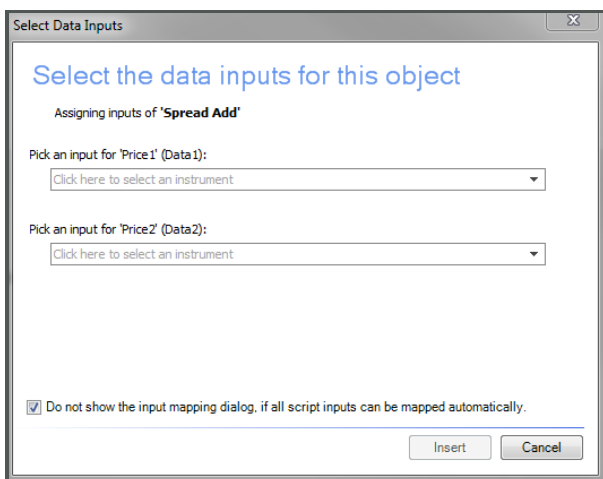 Select Data Inputs
Select the data inputs for this object
Assigning inputs of 'Spread Add'
Pick an input for 'Price1' (Data1):
Click here to select an instrument
Pick an input for 'Price2' (Data2):
Click here to select an instrument
Do not show the input mapping dialog, if all script inputs can be mapped automatically.
Insert Cancel